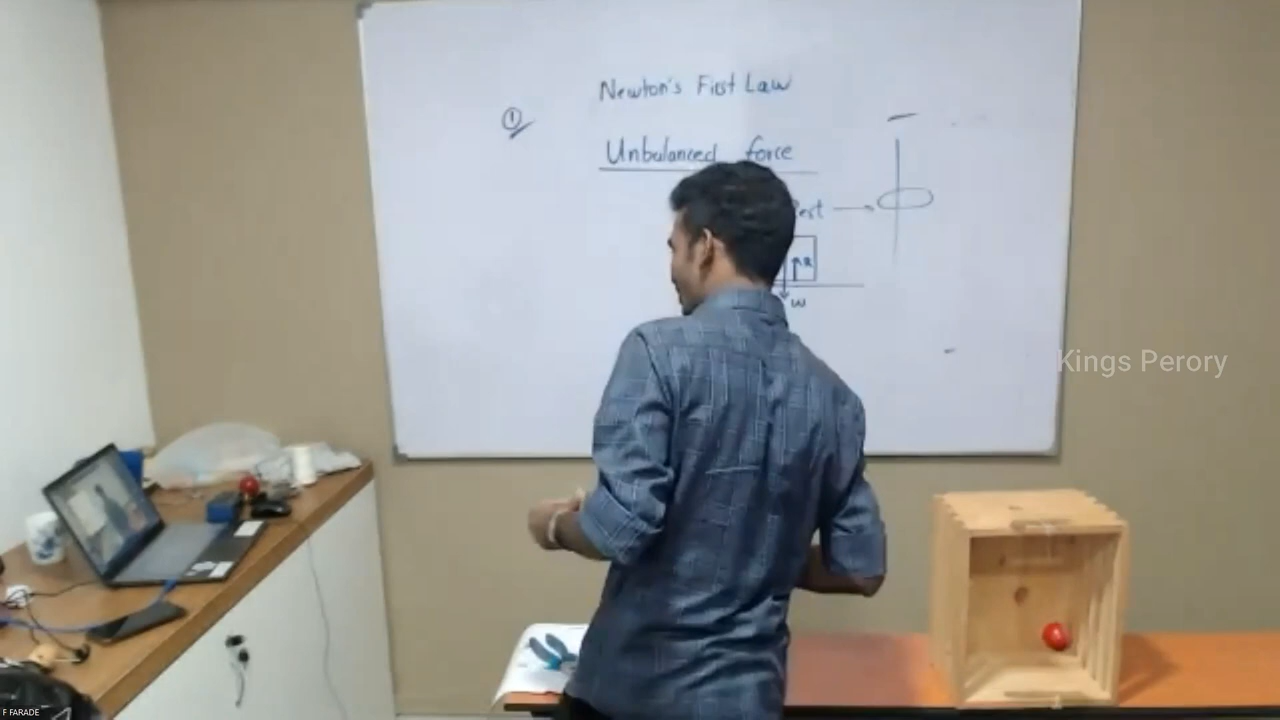 Newton's First Law
①
Unbalanced force
Rest
R
W
Kings Perory
F FARADE